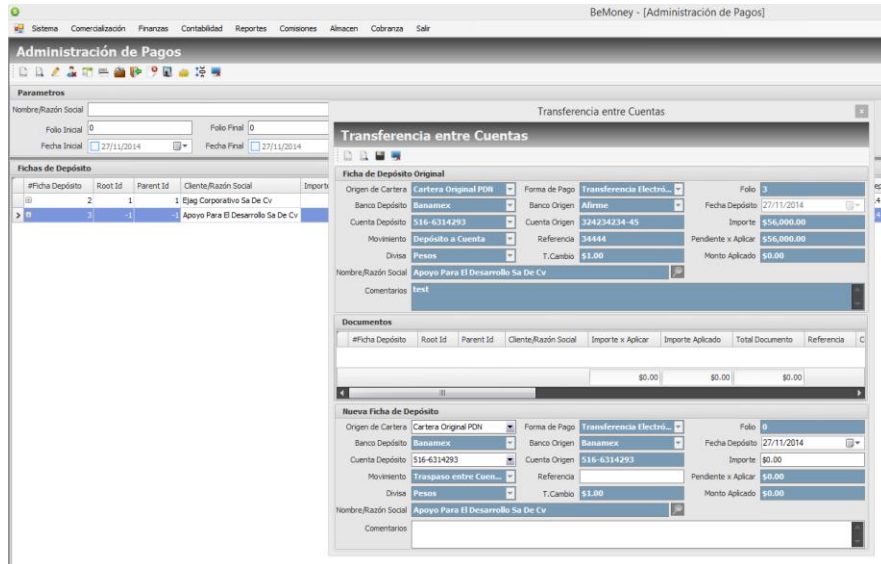 BeMoney - [Administración de Pagos]
Sistema Comercialización Finanzas Contabilidad Reportes Comisiones Almacen Cobranza Salir
Administración de Pagos
Parametros
Nombre/Razón Social
Folio Inicial 0 Folio Final 0
Fecha Inicial 27/11/2014 Fecha Final 27/11/2014
Fichas de Depósito
#Ficha Depósito Root Id Parent Id Cliente/Razón Social
2 1 1 Ejag Corporativo Sa De Cv
3 -1 -1 Apoyo Para El Desarrollo Sa De Cv
Transferencia entre Cuentas
Transferencia entre Cuentas
Ficha de Depósito Original
Origen de Cartera Cartera Original PDN Forma de Pago Transferencia Electró... Folio 3
Banco Depósito Banamex Banco Origen Afirme Fecha Depósito 27/11/2014
Cuenta Depósito 516-6314293 Cuenta Origen 324234234-45 Importe $56,000.00
Movimiento Depósito a Cuenta Referencia 34444 Pendiente x Aplicar $56,000.00
Divisa Pesos T.Cambio $1.00 Monto Aplicado $0.00
Nombre/Razón Social Apoyo Para El Desarrollo Sa De Cv
Comentarios test
Documentos
#Ficha Depósito Root Id Parent Id Cliente/Razón Social Importe x Aplicar Importe Aplicado Total Documento Referencia C
$0.00 $0.00 $0.00
Nueva Ficha de Depósito
Origen de Cartera Cartera Original PDN Forma de Pago Transferencia Electró... Folio 0
Banco Depósito Banamex Banco Origen Banamex Fecha Depósito 27/11/2014
Cuenta Depósito 516-6314293 Cuenta Origen 516-6314293 Importe $0.00
Movimiento Traspaso entre Cuen... Referencia Pendiente x Aplicar $0.00
Divisa Pesos T.Cambio $1.00 Monto Aplicado $0.00
Nombre/Razón Social Apoyo Para El Desarrollo Sa De Cv
Comentarios